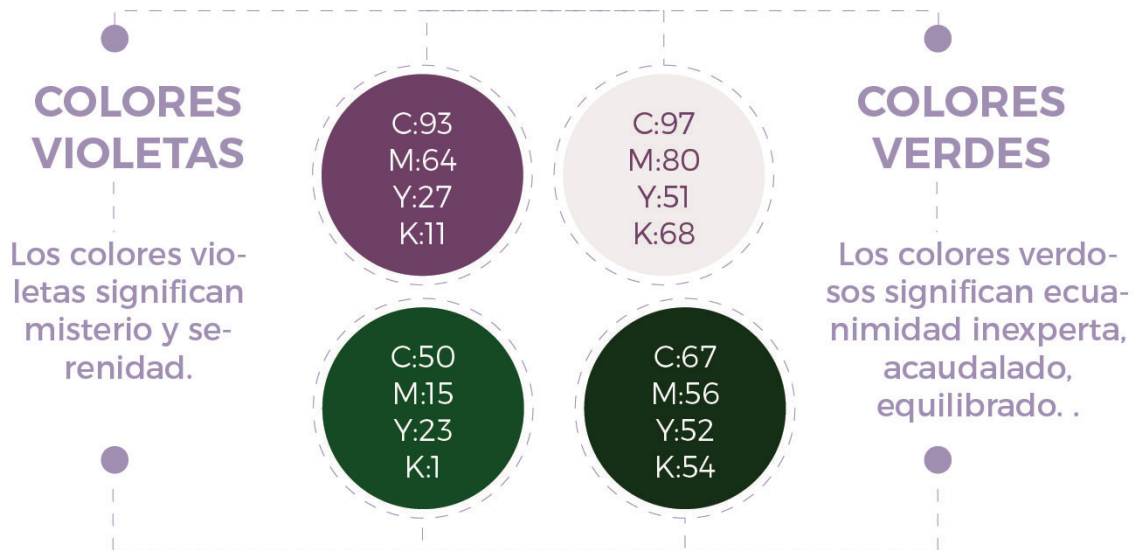 COLORES
VIOLETAS
Los colores vio-
letas significan
misterio y se-
renidad.
C:93
M:64
Y:27
K:11
C:97
M:80
Y:51
K:68
C:50
M:15
Y:23
K:1
C:67
M:56
Y:52
K:54
COLORES
VERDES
Los colores verdo-
sos significan ecua-
nimidad inexperta,
acaudalado,
equilibrado. .